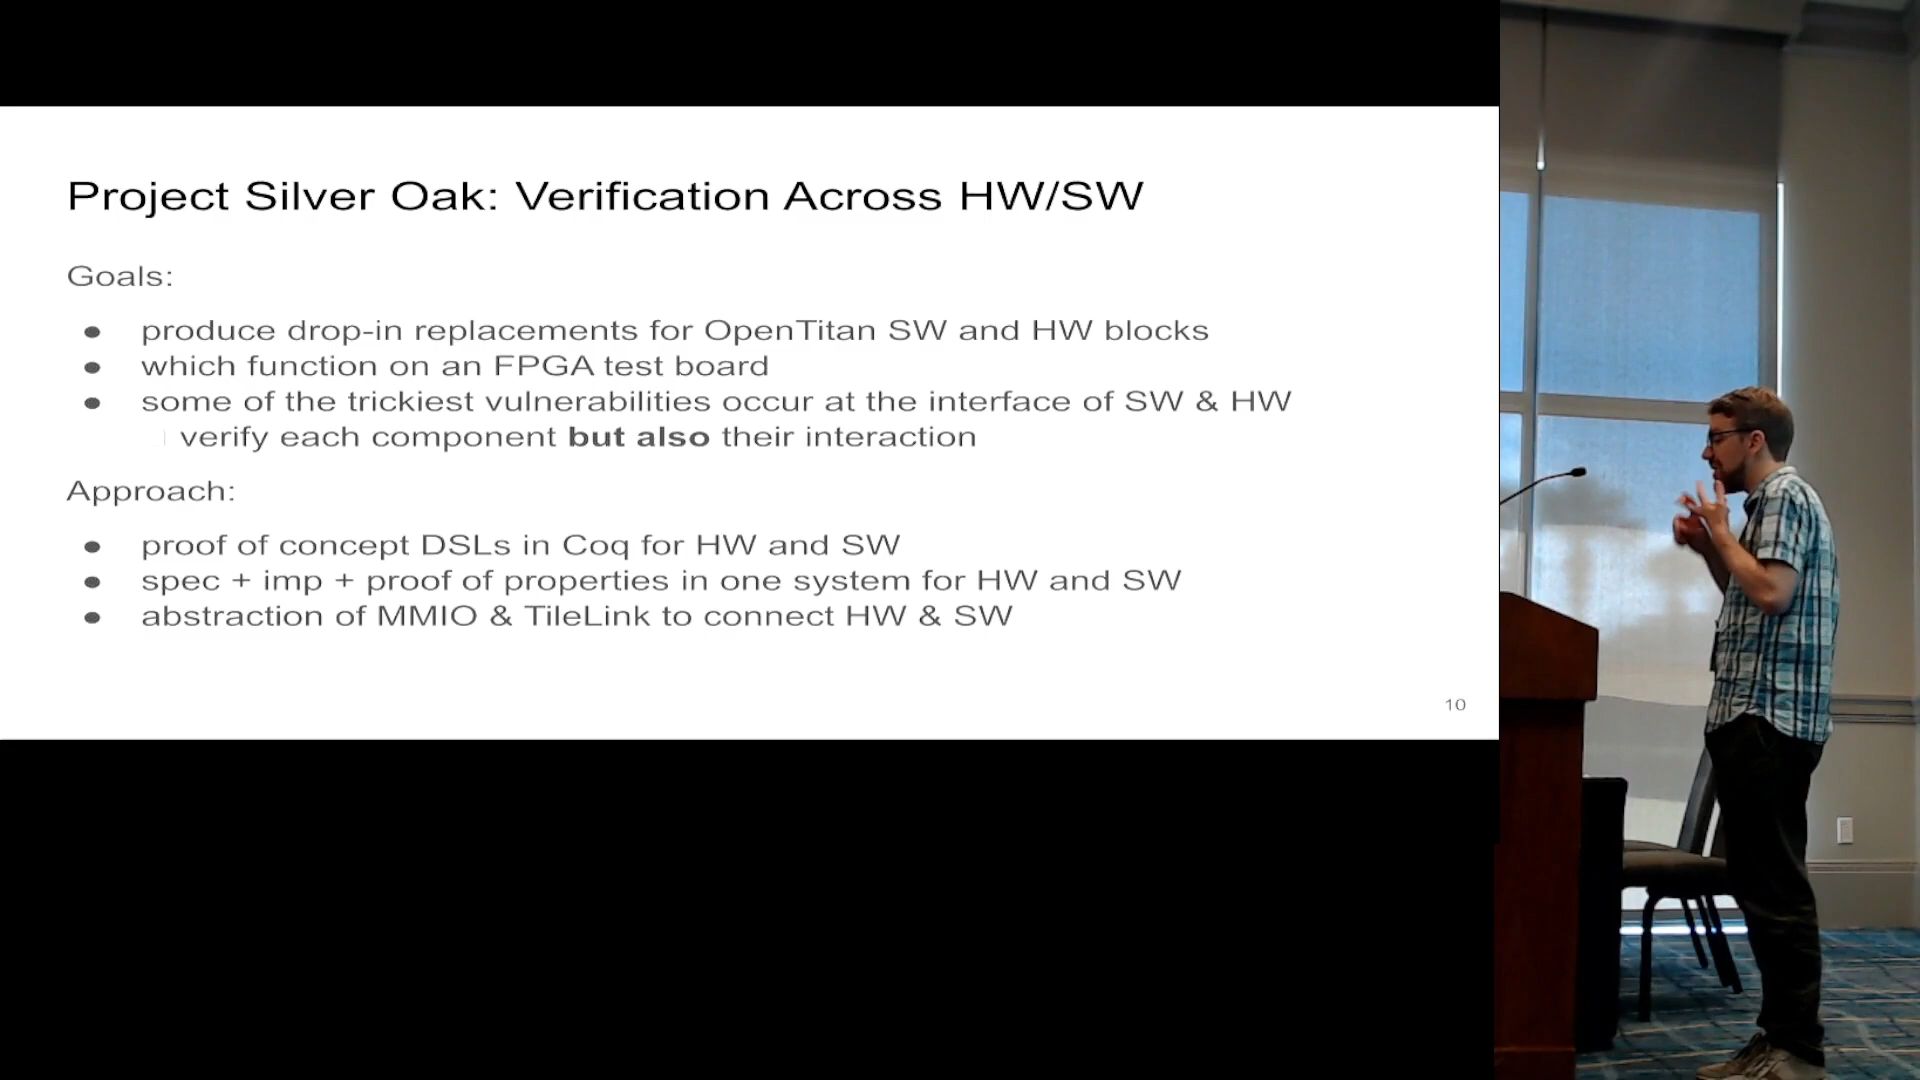 Project Silver Oak: Verification Across HW/SW
Goals:
● produce drop-in replacements for OpenTitan SW and HW blocks
● which function on an FPGA test board
● some of the trickiest vulnerabilities occur at the interface of SW & HW
verify each component but also their interaction
Approach:
● proof of concept DSLs in Coq for HW and SW
● spec + imp + proof of properties in one system for HW and SW
● abstraction of MMIO & TileLink to connect HW & SW
10